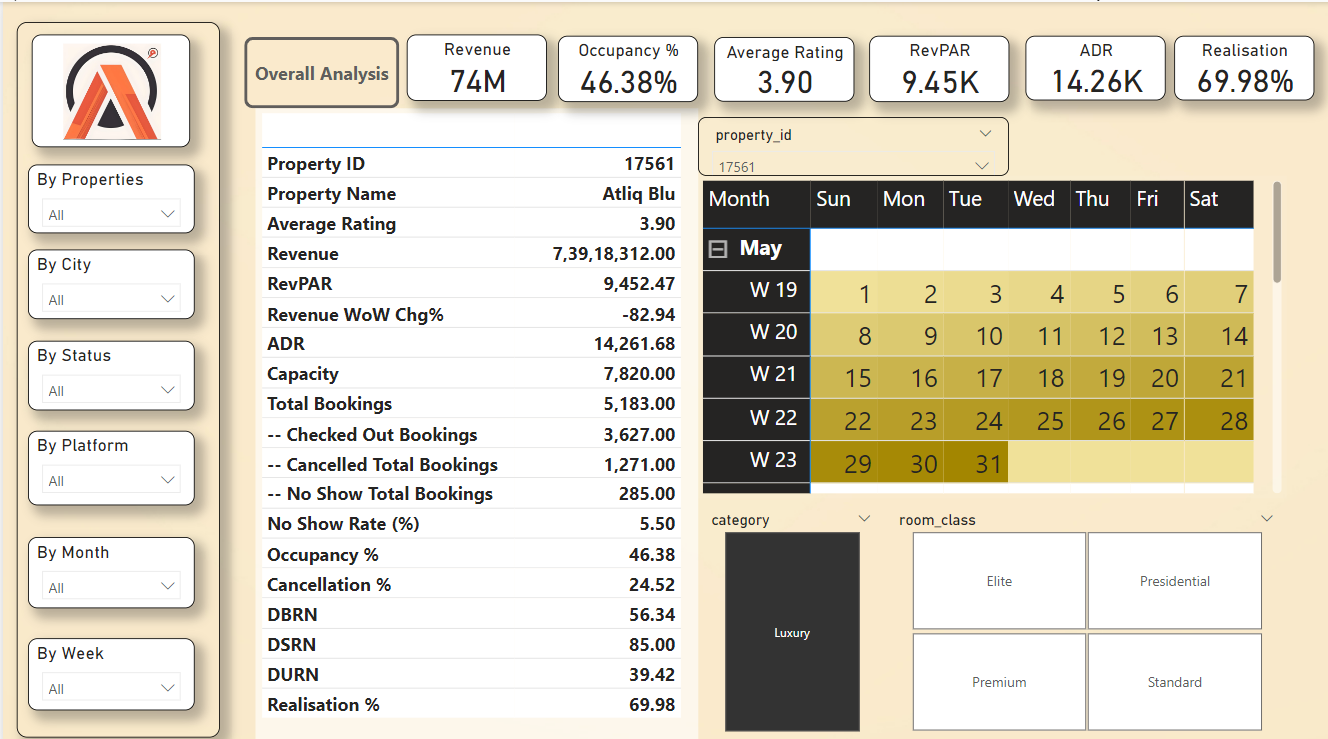 Overall Analysis
Revenue
74M
Occupancy %
46.38%
Average Rating
3.90
RevPAR
9.45K
ADR
14.26K
Realisation
69.98%
By Properties
All
By City
All
By Status
All
By Platform
All
By Month
All
By Week
All
Property ID 17561
Property Name Atliq Blu
Average Rating 3.90
Revenue 7,39,18,312.00
RevPAR 9,452.47
Revenue WoW Chg% -82.94
ADR 14,261.68
Capacity 7,820.00
Total Bookings 5,183.00
-- Checked Out Bookings 3,627.00
-- Cancelled Total Bookings 1,271.00
-- No Show Total Bookings 285.00
No Show Rate (%) 5.50
Occupancy % 46.38
Cancellation % 24.52
DBRN 56.34
DSRN 85.00
DURN 39.42
Realisation % 69.98
property_id
17561
Month Sun Mon Tue Wed Thu Fri Sat
May
W 19 1 2 3 4 5 6 7
W 20 8 9 10 11 12 13 14
W 21 15 16 17 18 19 20 21
W 22 22 23 24 25 26 27 28
W 23 29 30 31
category
Luxury
room_class
Elite Presidential
Premium Standard